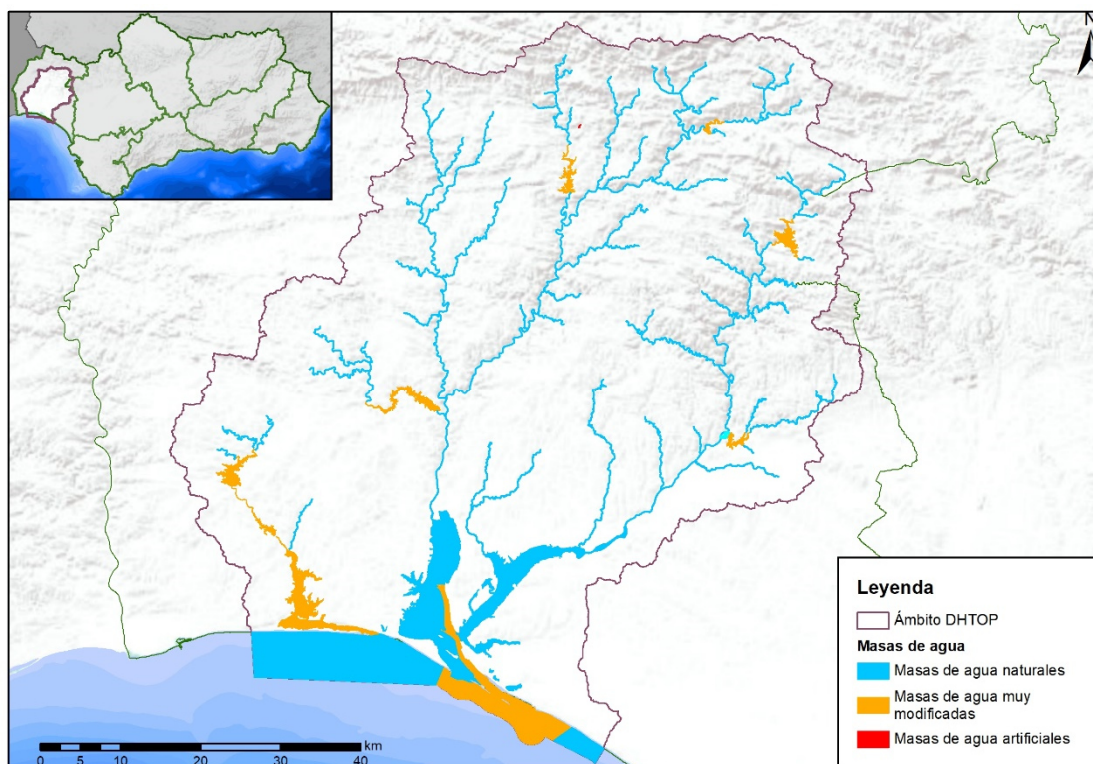 N
Leyenda
Ámbito DHTOP
Masas de agua
Masas de agua naturales
Masas de agua muy
modificadas
Masas de agua artificiales
km
0 5 10 20 30 40